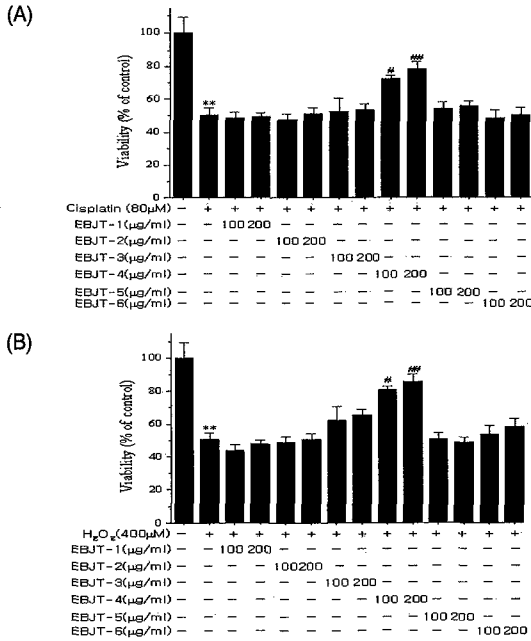 (A)
Viability (% of control)
100
80
60
40
20
0
** # ##
Cisplatin (80μM) − + + + + + + + + + + + + +
EBJT-1(μg/ml) − − 100 200 − − − − − − − − − −
EBJT-2(μg/ml) − − − − 100 200 − − − − − − − −
EBJT-3(μg/ml) − − − − − − 100 200 − − − − − −
EBJT-4(μg/ml) − − − − − − − − 100 200 − − − −
EBJT-5(μg/ml) − − − − − − − − − − 100 200 − −
EBJT-6(μg/ml) − − − − − − − − − − − − 100 200
(B)
Viability (% of control)
100
80
60
40
20
0
** # ##
H₂O₂(400μM) − + + + + + + + + + + + + +
EBJT-1(μg/ml) − − 100 200 − − − − − − − − − −
EBJT-2(μg/ml) − − − − 100 200 − − − − − − − −
EBJT-3(μg/ml) − − − − − − 100 200 − − − − − −
EBJT-4(μg/ml) − − − − − − − − 100 200 − − − −
EBJT-5(μg/ml) − − − − − − − − − − 100 200 − −
EBJT-6(μg/ml) − − − − − − − − − − − − 100 200